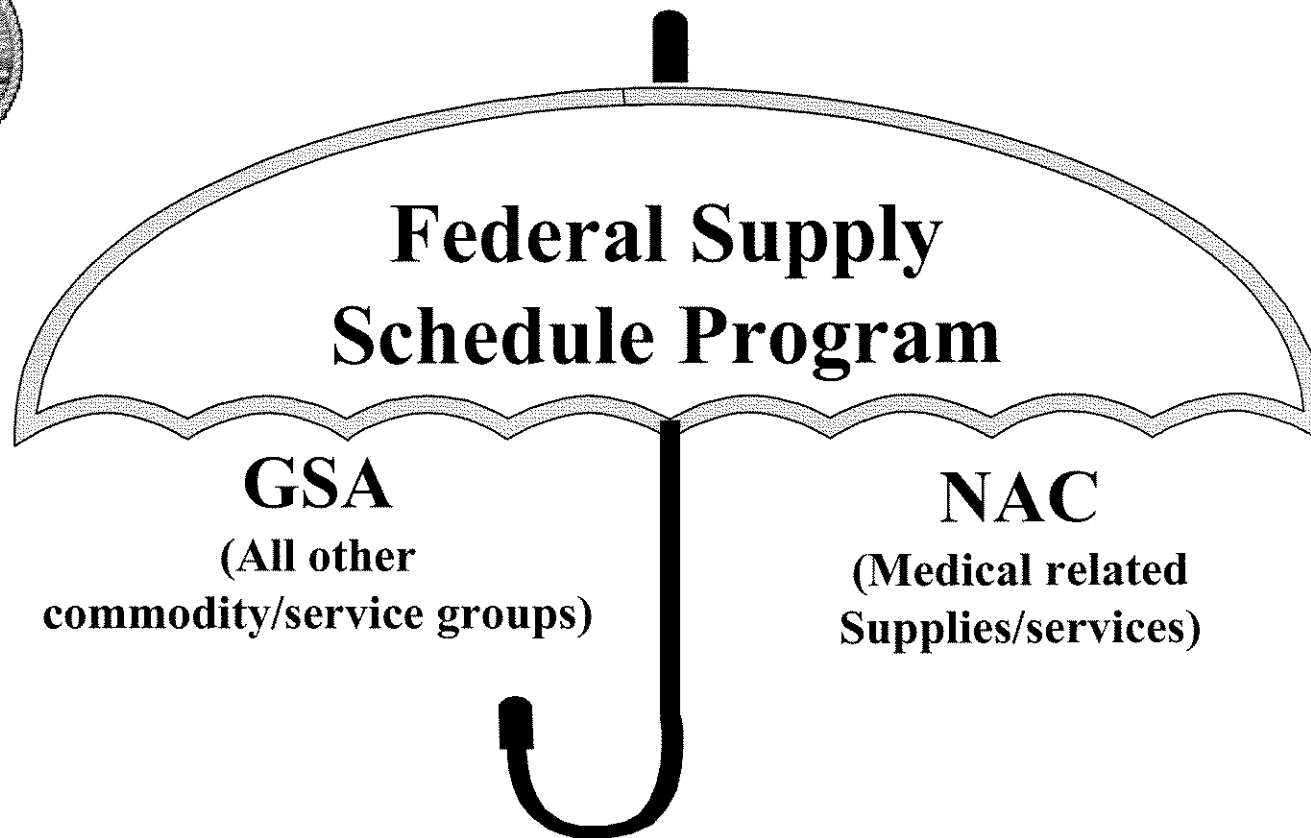 Federal Supply
Schedule Program
GSA
(All other
commodity/service groups)
NAC
(Medical related
Supplies/services)